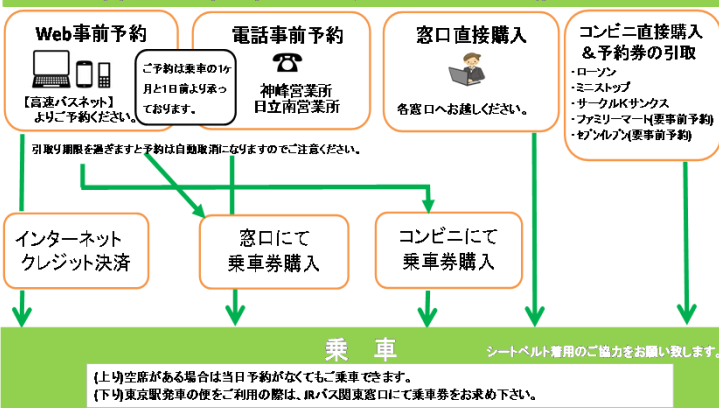 Web事前予約
電話事前予約
窓口直接購入
コンビニ直接購入
&予約券の引取
ご予約は乗車の1ケ
月と1日前より承っ
ております。
【高速バスネット】
よりご予約ください。
神峰営業所
日立南営業所
各窓口へお越しください。
・ローソン
・ミニストップ
・サークルKサンクス
・ファミリーマート(要事前予約)
・セブンイレブン(要事前予約)
引取り期限を過ぎますと予約は自動取消になりますのでご注意ください。
インターネット
クレジット決済
窓口にて
乗車券購入
コンビニにて
乗車券購入
乗 車
シートベルト着用のご協力をお願い致します。
(上り)空席がある場合は当日予約がなくてもご乗車できます。
(下り)東京駅発車の便をご利用の際は、JRバス関東窓口にて乗車券をお求め下さい。